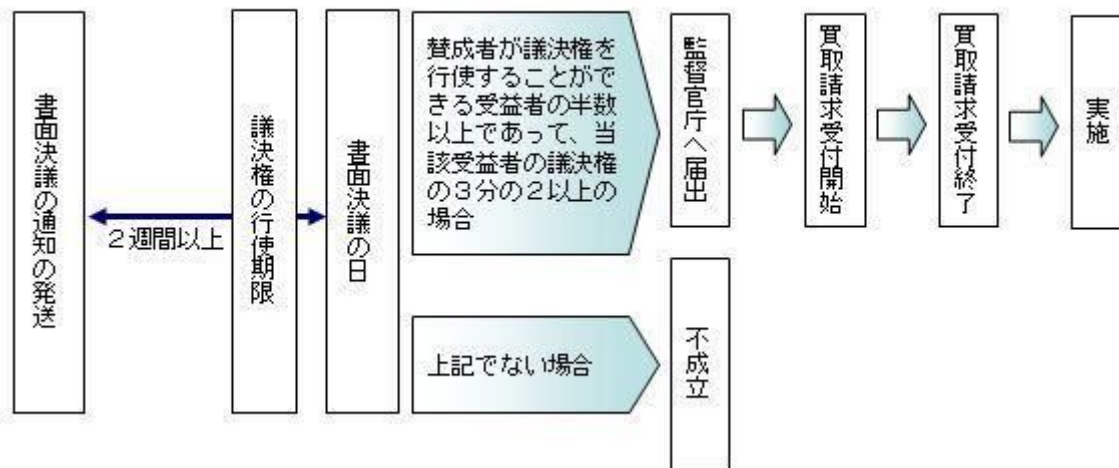 書面決議の通知の発送
２週間以上
議決権の行使期限
書面決議の日
賛成者が議決権を
行使することがで
きる受益者の半数
以上であって、当
該受益者の議決権
の３分の２以上の
場合
監督官庁へ届出
買取請求受付開始
買取請求受付終了
実施
上記でない場合
不成立